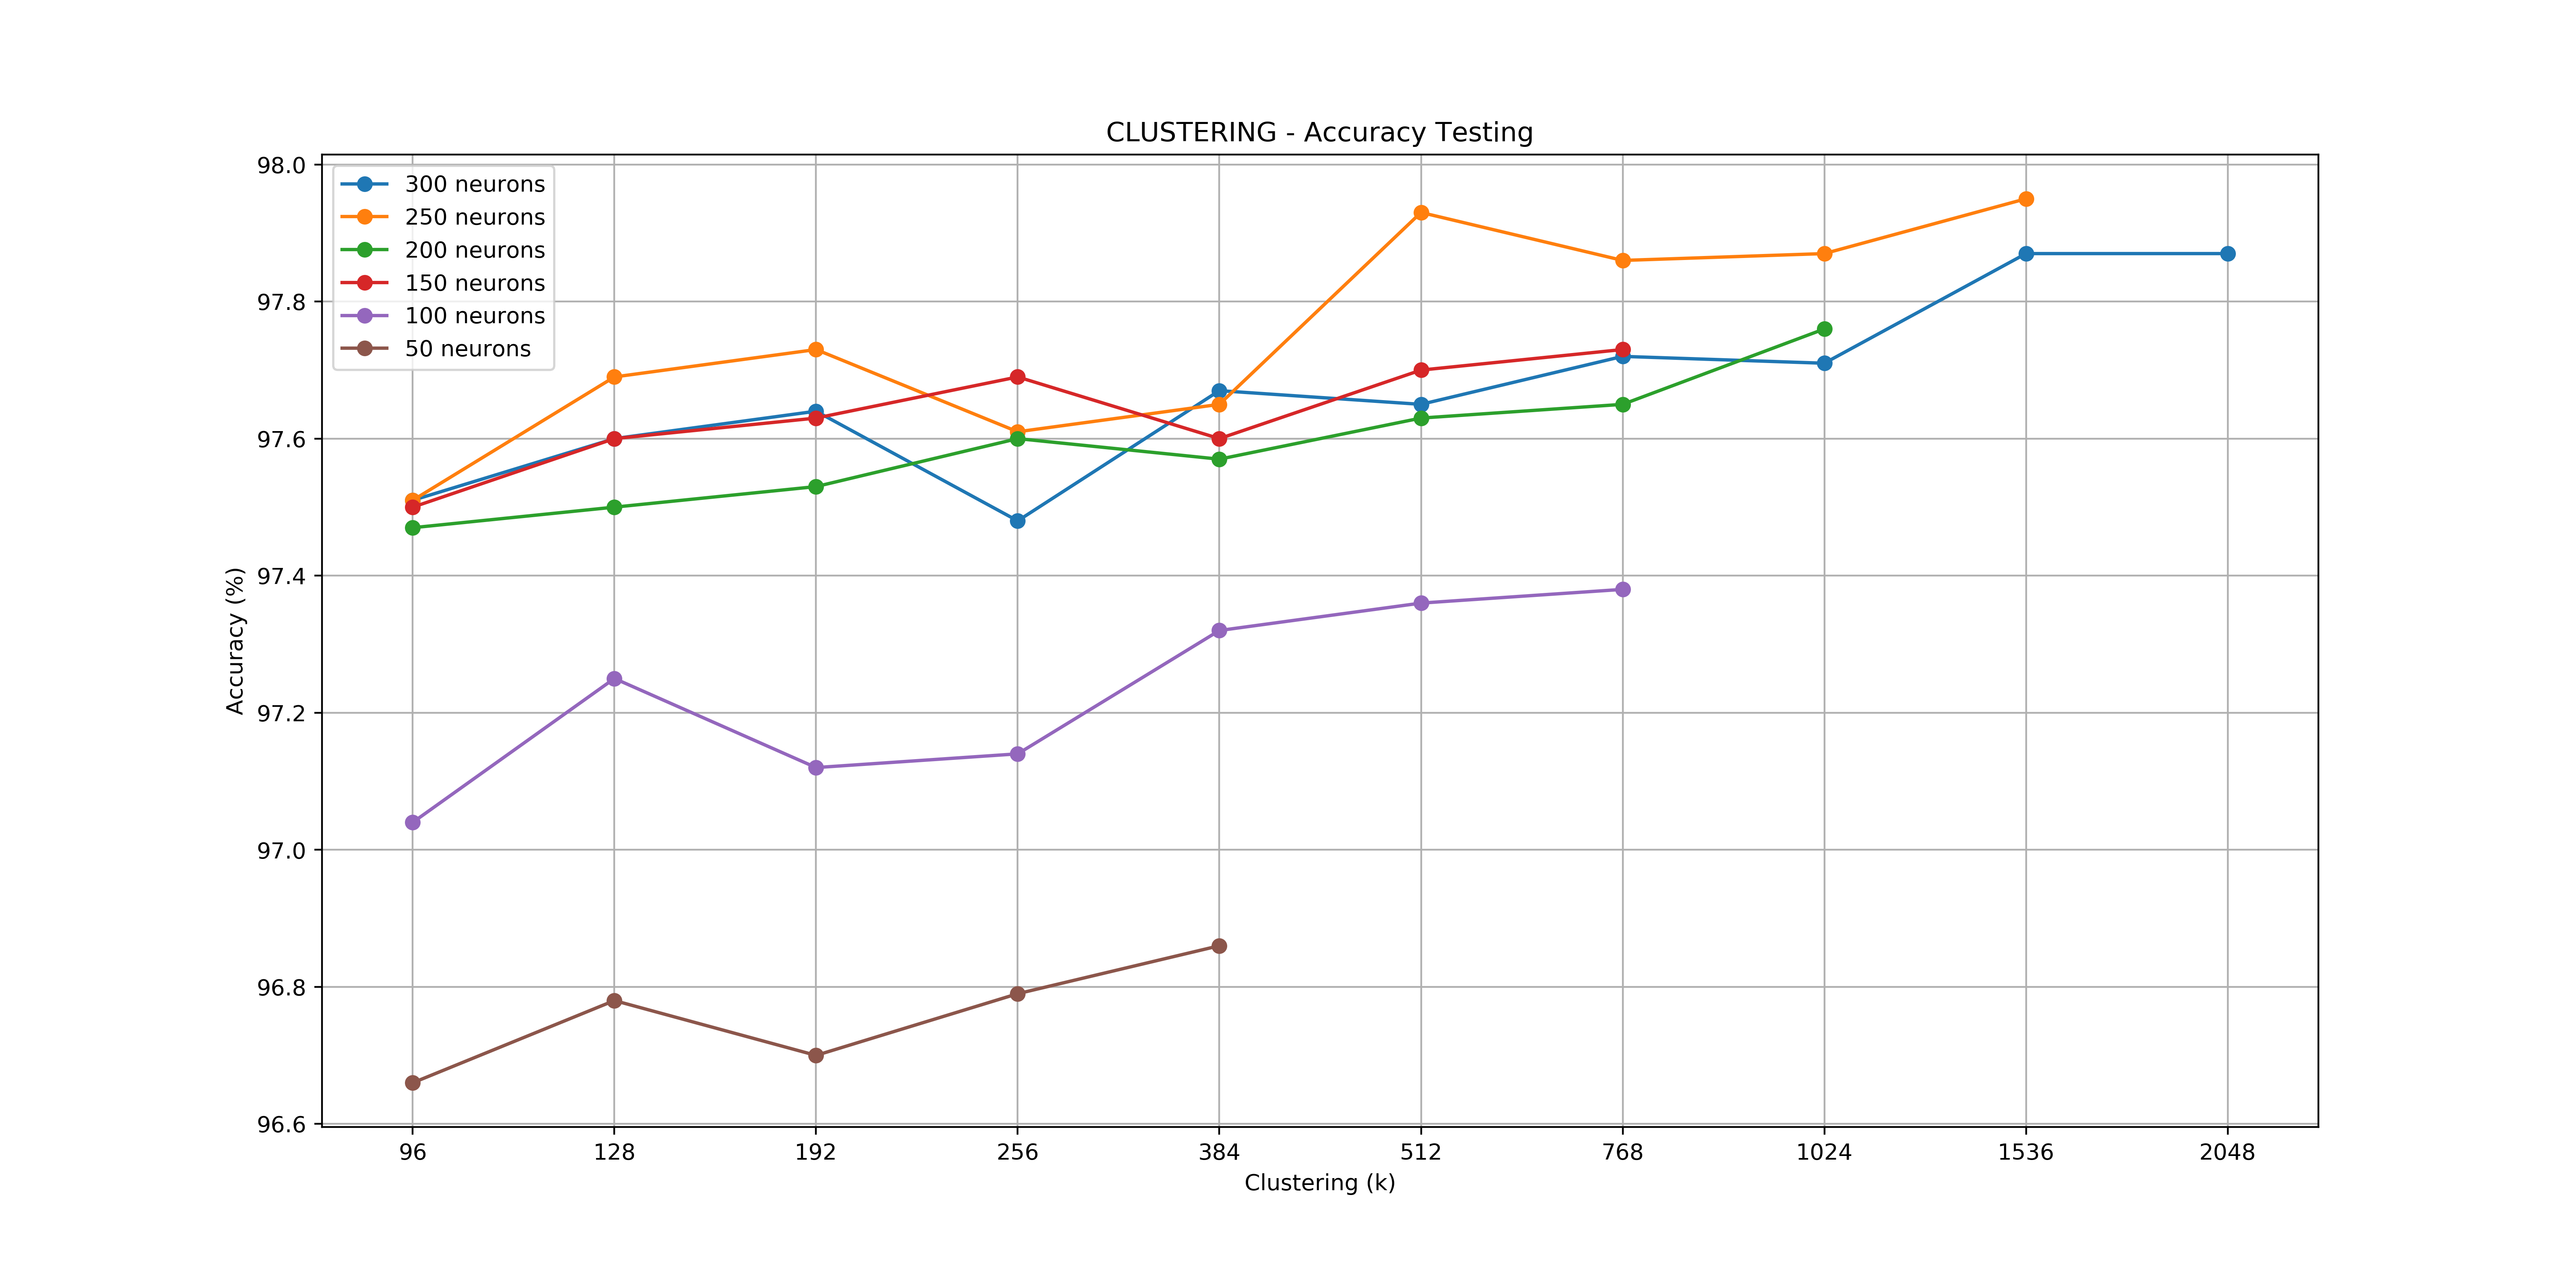 CLUSTERING - Accuracy Testing
98.0
97.8
97.6
97.4
97.2
97.0
96.8
96.6
Accuracy (%)
300 neurons
250 neurons
200 neurons
150 neurons
100 neurons
50 neurons
96 128 192 256 384 512 768 1024 1536 2048
Clustering (k)